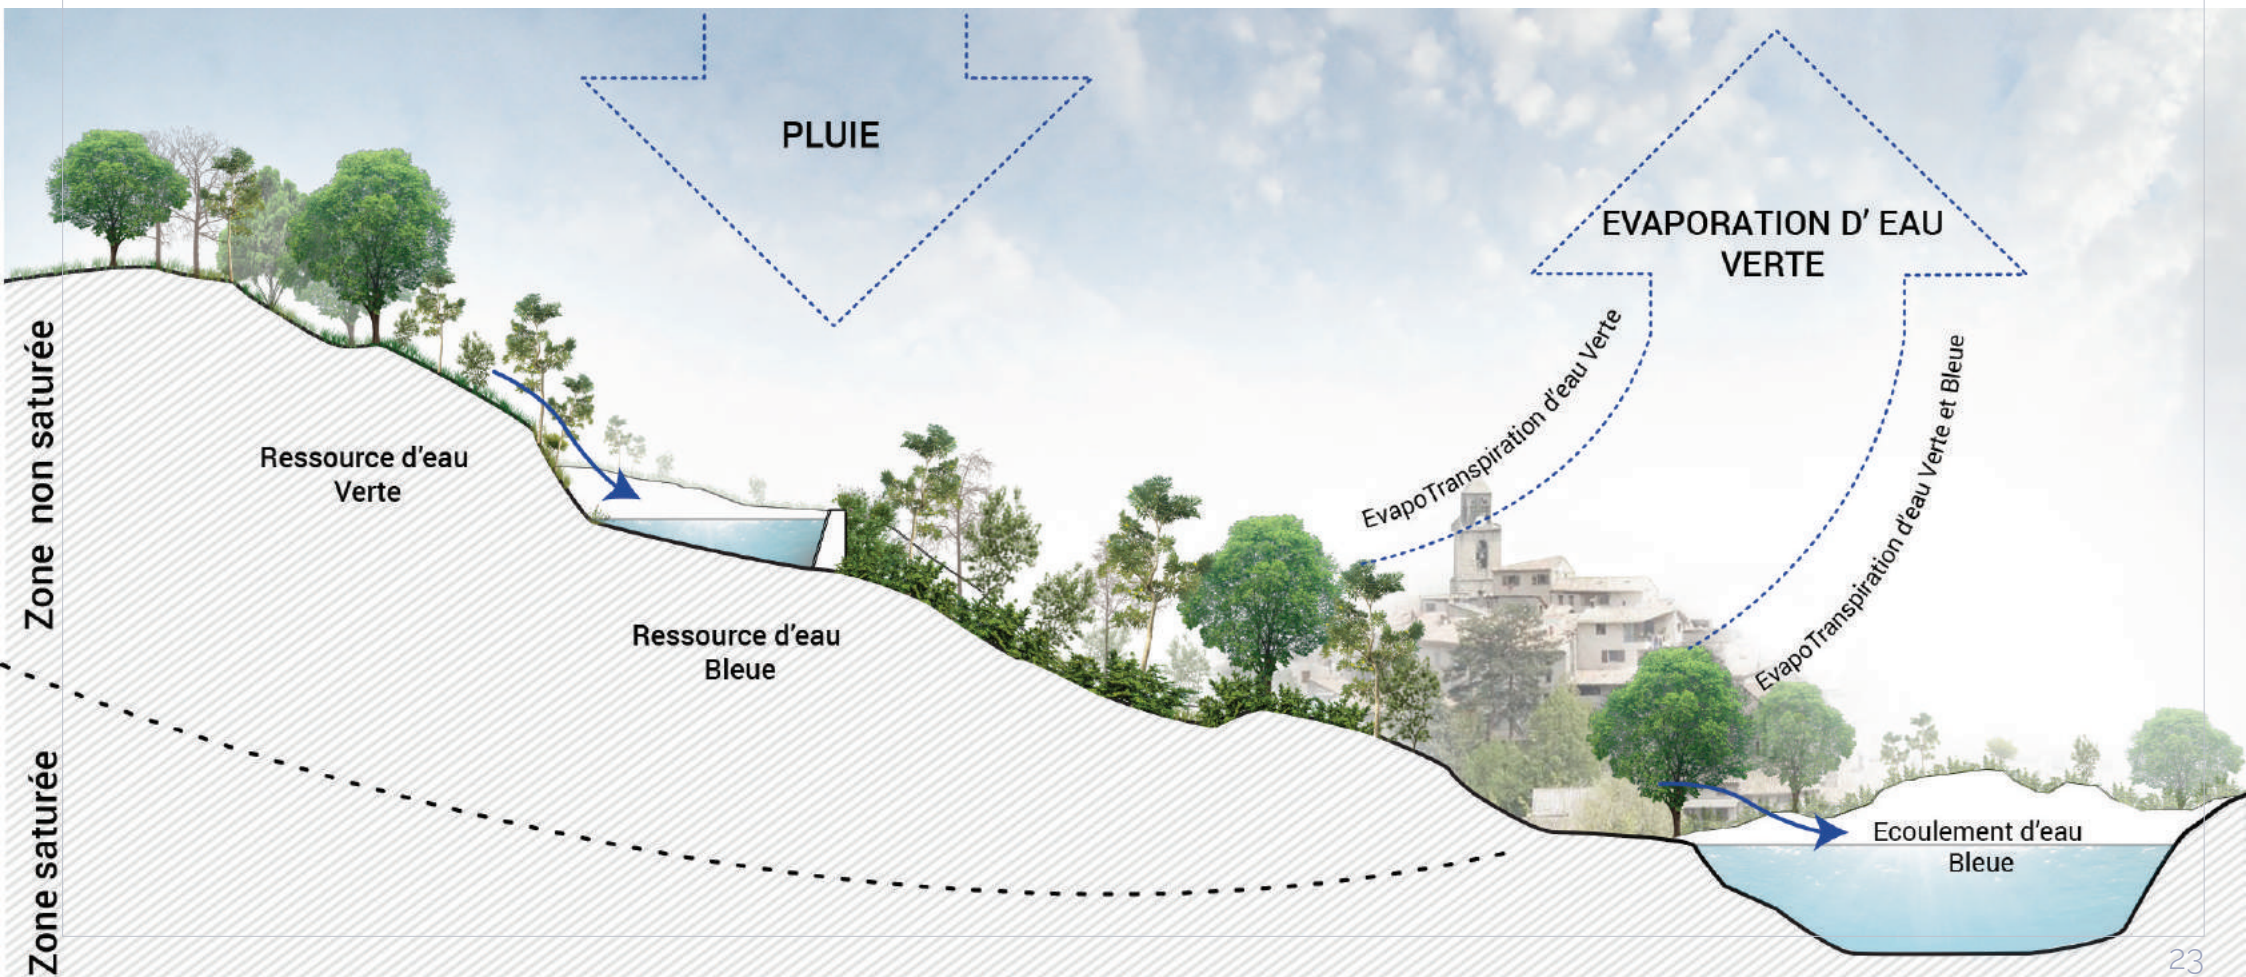 PLUIE
EVAPORATION D' EAU
VERTE
EvapoTranspiration d'eau Verte
EvapoTranspiration d'eau Verte et Bleue
Zone non saturée
Ressource d'eau
Verte
Ressource d'eau
Bleue
Zone saturée
Ecoulement d'eau
Bleue
23